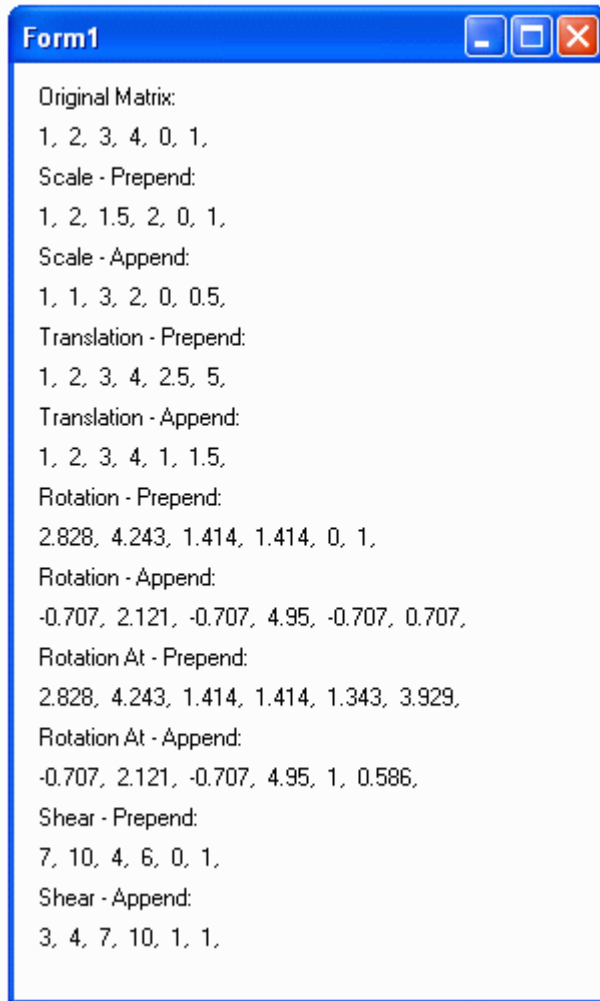 Form1
Original Matrix:
1, 2, 3, 4, 0, 1,
Scale - Prepend:
1, 2, 1.5, 2, 0, 1,
Scale - Append:
1, 1, 3, 2, 0, 0.5,
Translation - Prepend:
1, 2, 3, 4, 2.5, 5,
Translation - Append:
1, 2, 3, 4, 1, 1.5,
Rotation - Prepend:
2.828, 4.243, 1.414, 1.414, 0, 1,
Rotation - Append:
-0.707, 2.121, -0.707, 4.95, -0.707, 0.707,
Rotation At - Prepend:
2.828, 4.243, 1.414, 1.414, 1.343, 3.929,
Rotation At - Append:
-0.707, 2.121, -0.707, 4.95, 1, 0.586,
Shear - Prepend:
7, 10, 4, 6, 0, 1,
Shear - Append:
3, 4, 7, 10, 1, 1,